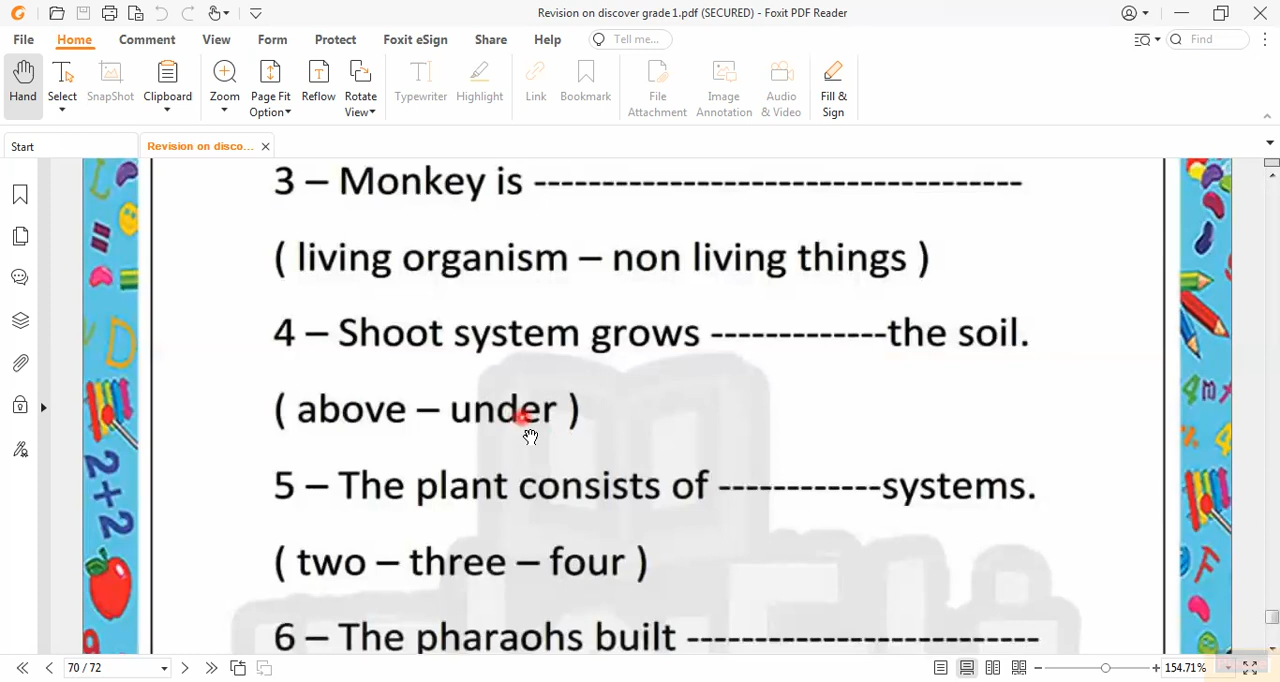 Revision on discover grade1.pdf (SECURED) - Foxit PDF Reader
File Home Comment View Form Protect Foxit eSign Share Help Tell me... Find
Hand Select SnapShot Clipboard Zoom Page Fit Option Reflow Rotate View Typewriter Highlight Link Bookmark File Attachment Image Annotation Audio & Video Fill & Sign
Start Revision on disco...
3 – Monkey is ------------------------------------
( living organism – non living things )
4 – Shoot system grows -------------the soil.
( above – under )
5 – The plant consists of ------------systems.
( two – three – four )
6 – The pharaohs built --------------------------
2+2
70 / 72 154.71%